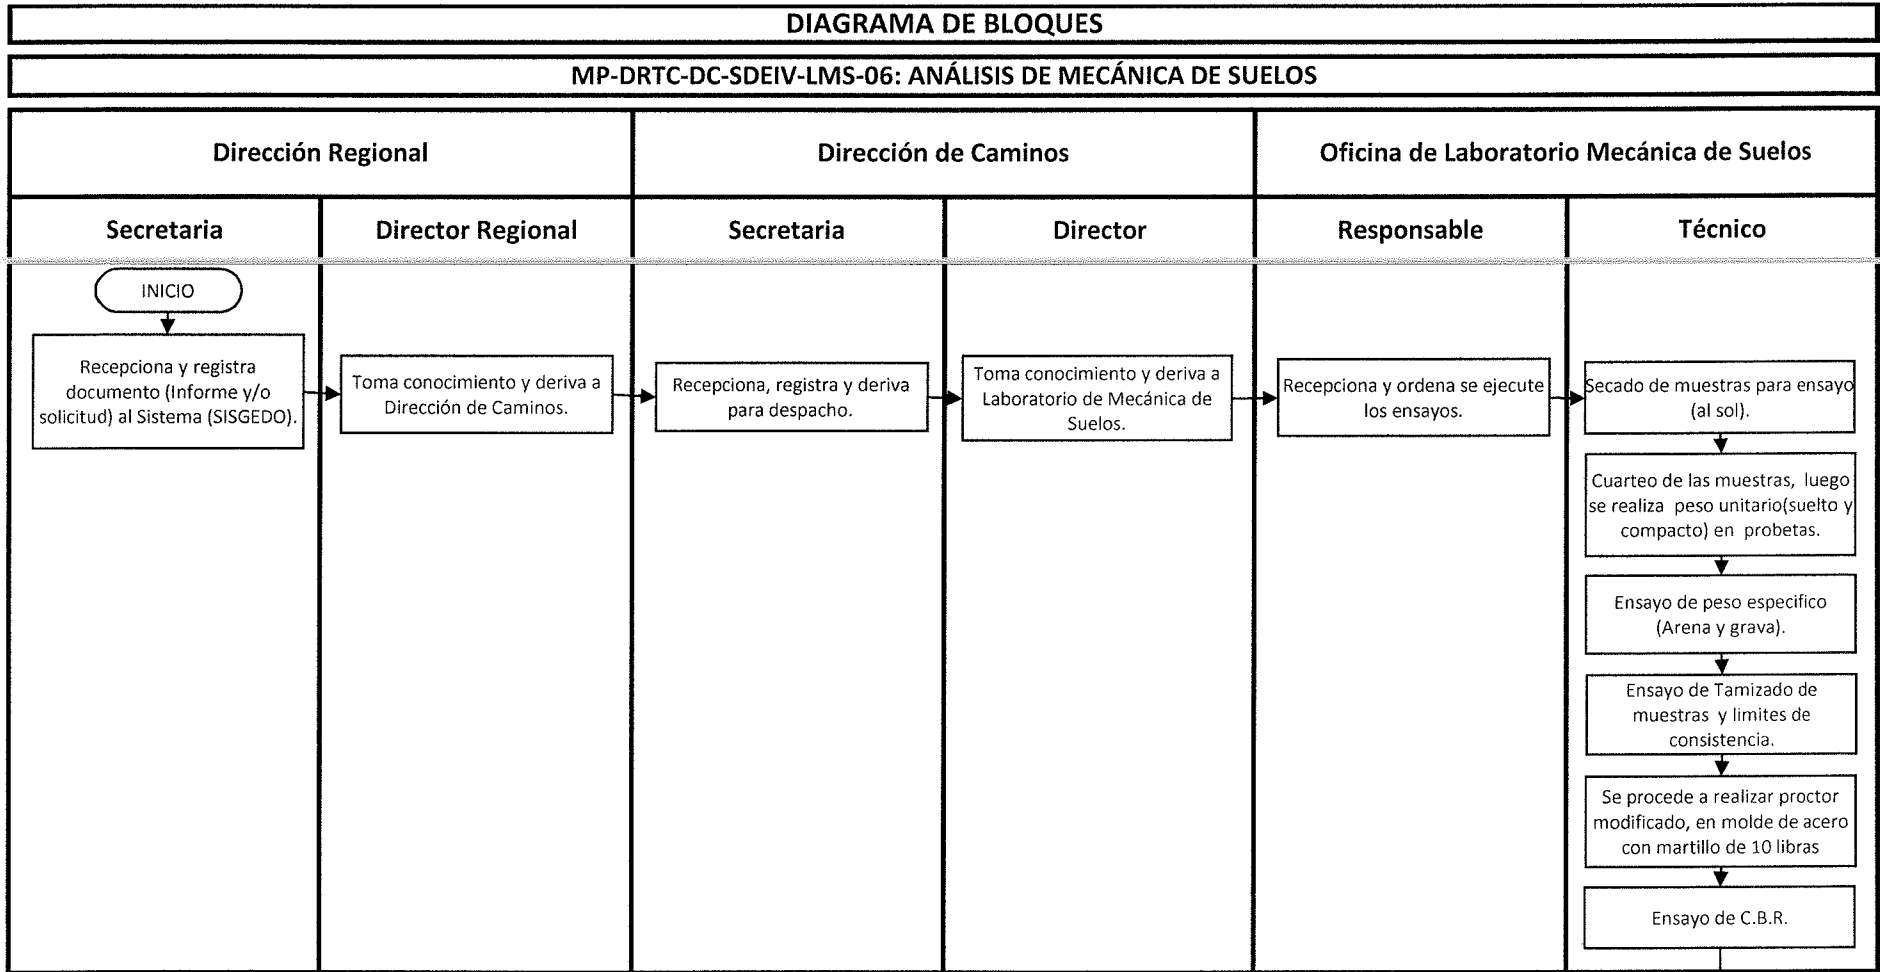 DIAGRAMA DE BLOQUES
MP-DRTC-DC-SDEIV-LMS-06: ANÁLISIS DE MECÁNICA DE SUELOS
Dirección Regional
Dirección de Caminos
Oficina de Laboratorio Mecánica de Suelos
Secretaria
Director Regional
Secretaria
Director
Responsable
Técnico
INICIO
Recepciona y registra
documento (Informe y/o
solicitud) al Sistema (SISGEDO).
Toma conocimiento y deriva a
Dirección de Caminos.
Recepciona, registra y deriva
para despacho.
Toma conocimiento y deriva a
Laboratorio de Mecánica de
Suelos.
Recepciona y ordena se ejecute
los ensayos.
Secado de muestras para ensayo
(al sol).
Cuarteo de las muestras, luego
se realiza peso unitario(suelto y
compacto) en probetas.
Ensayo de peso especifico
(Arena y grava).
Ensayo de Tamizado de
muestras y limites de
consistencia.
Se procede a realizar proctor
modificado, en molde de acero
con martillo de 10 libras
Ensayo de C.B.R.